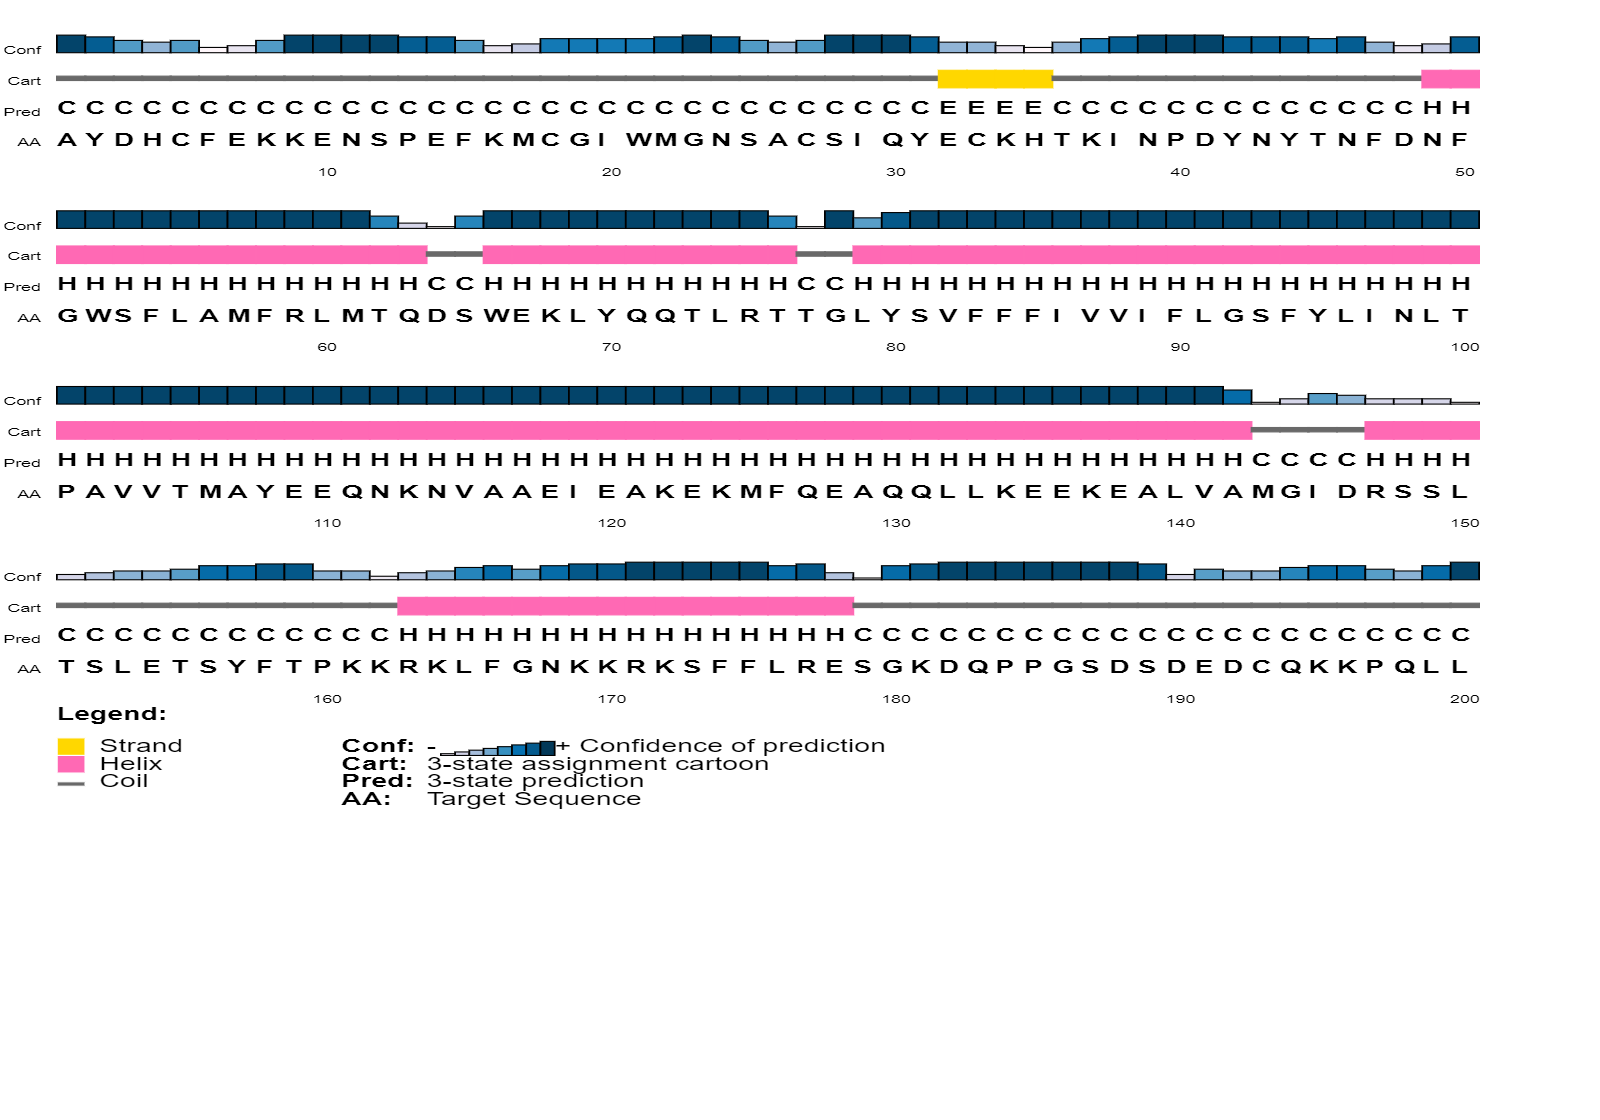 Conf
Cart
Pred C C C C C C C C C C C C C C C C C C C C C C C C C C C C C C C E E E E C C C C C C C C C C C C C H H
AA A Y D H C F E K K E N S P E F K M C G I W M G N S A C S I Q Y E C K H T K I N P D Y N Y T N F D N F
10 20 30 40 50
Conf
Cart
Pred H H H H H H H H H H H H H C C H H H H H H H H H H H C C H H H H H H H H H H H H H H H H H H H H H H
AA G W S F L A M F R L M T Q D S W E K L Y Q Q T L R T T G L Y S V F F F I V V I F L G S F Y L I N L T
60 70 80 90 100
Conf
Cart
Pred H H H H H H H H H H H H H H H H H H H H H H H H H H H H H H H H H H H H H H H H H H C C C C H H H H
AA P A V V T M A Y E E Q N K N V A A E I E A K E K M F Q E A Q Q L L K E E K E A L V A M G I D R S S L
110 120 130 140 150
Conf
Cart
Pred C C C C C C C C C C C C H H H H H H H H H H H H H H H H C C C C C C C C C C C C C C C C C C C C C C
AA T S L E T S Y F T P K K R K L F G N K K R K S F F L R E S G K D Q P P G S D S D E D C Q K K P Q L L
160 170 180 190 200
Legend:
Strand
Helix
Coil
Conf: - + Confidence of prediction
Cart: 3-state assignment cartoon
Pred: 3-state prediction
AA: Target Sequence